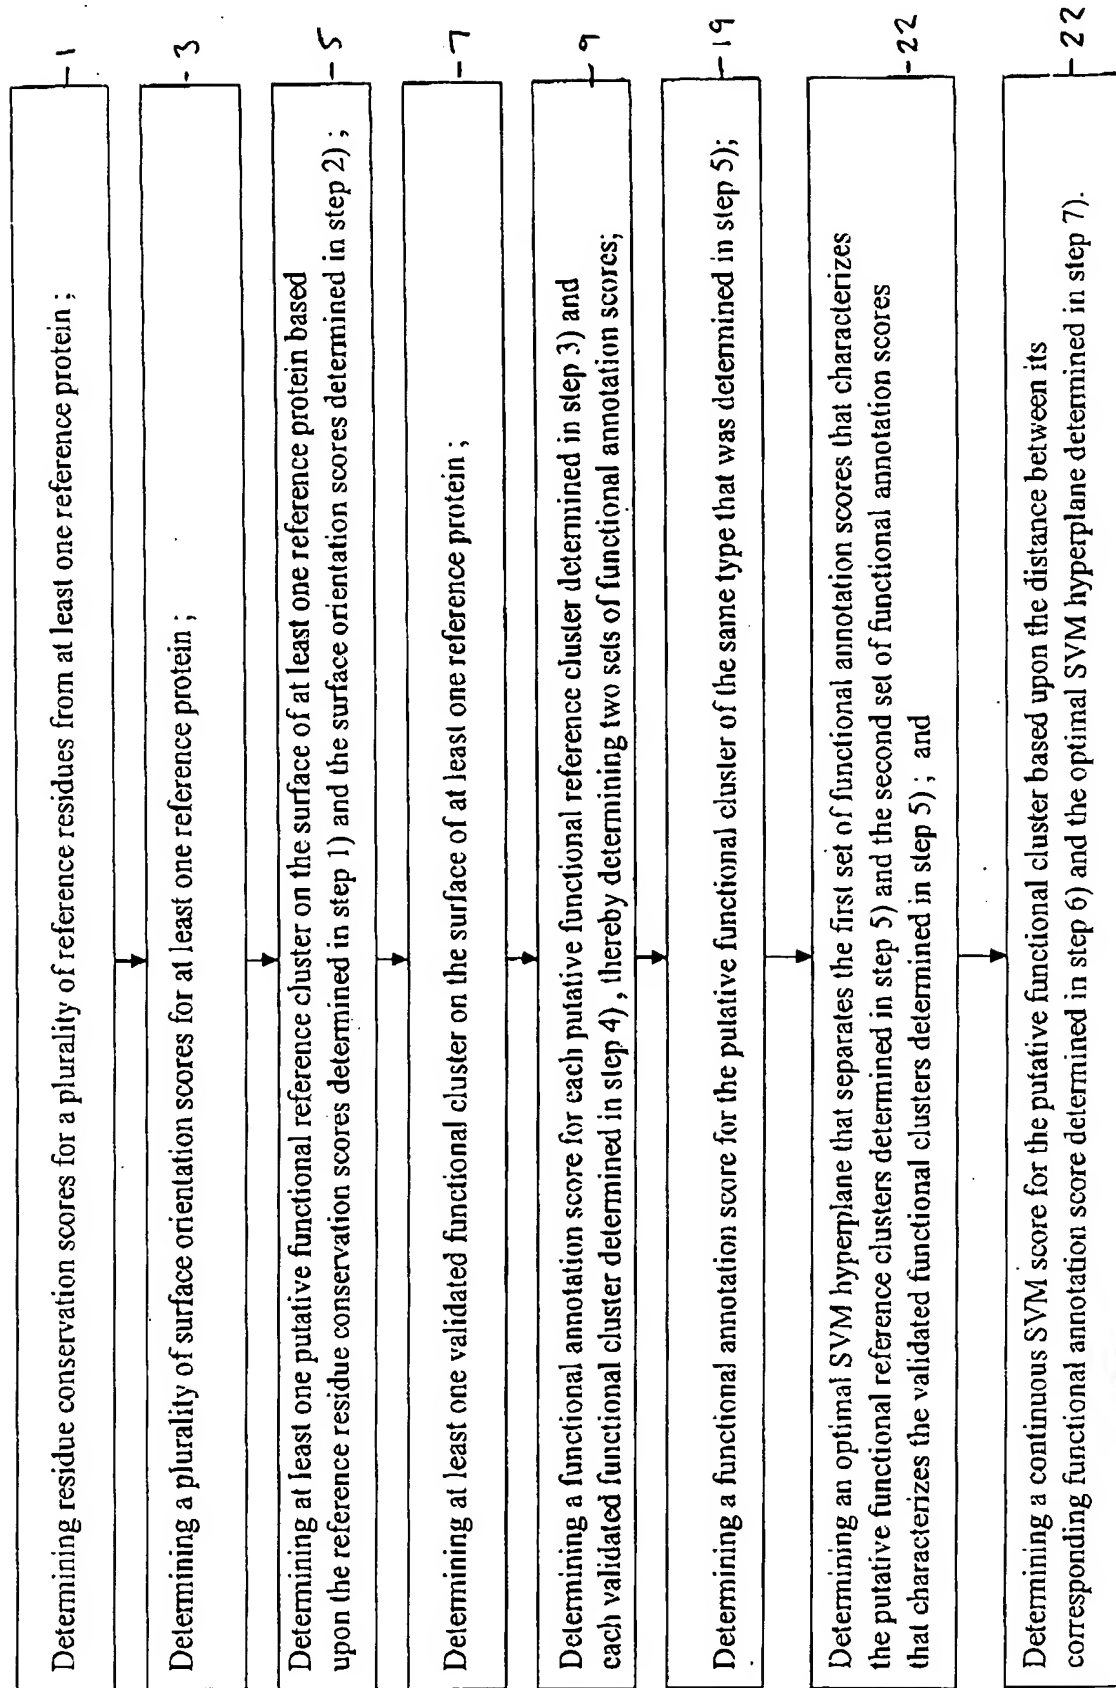 Determining residue conservation scores for a plurality of reference residues from at least one reference protein;
1
Determining a plurality of surface orientation scores for at least one reference protein;
3
Determining at least one putative functional reference cluster on the surface of at least one reference protein based
upon the reference residue conservation scores determined in step 1) and the surface orientation scores determined in step 2);
5
Determining at least one validated functional cluster on the surface of at least one reference protein;
7
Determining a functional annotation score for each putative functional reference cluster determined in step 3) and
each validated functional cluster determined in step 4), thereby determining two sets of functional annotation scores;
9
Determining a functional annotation score for the putative functional cluster of the same type that was determined in step 5);
19
Determining an optimal SVM hyperplane that separates the first set of functional annotation scores that characterizes
the putative functional reference clusters determined in step 5) and the second set of functional annotation scores
that characterizes the validated functional clusters determined in step 5); and
22
Determining a continuous SVM score for the putative functional cluster based upon the distance between its
corresponding functional annotation score determined in step 6) and the optimal SVM hyperplane determined in step 7).
22